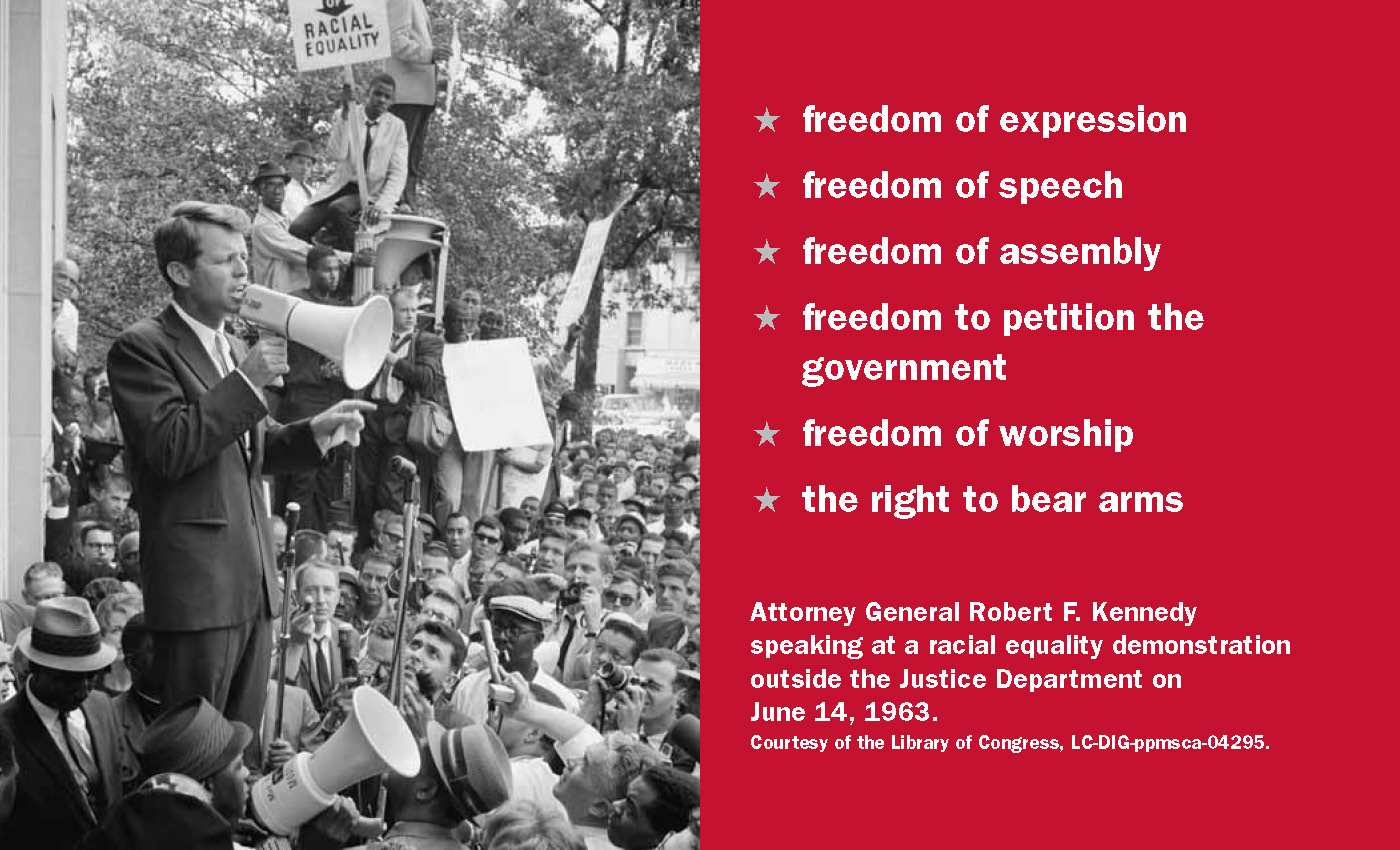 OF
RACIAL
EQUALITY
freedom of expression
freedom of speech
freedom of assembly
freedom to petition the
government
freedom of worship
the right to bear arms
Attorney General Robert F. Kennedy
speaking at a racial equality demonstration
outside the Justice Department on
June 14, 1963.
Courtesy of the Library of Congress, LC-DIG-ppmsca-04295.